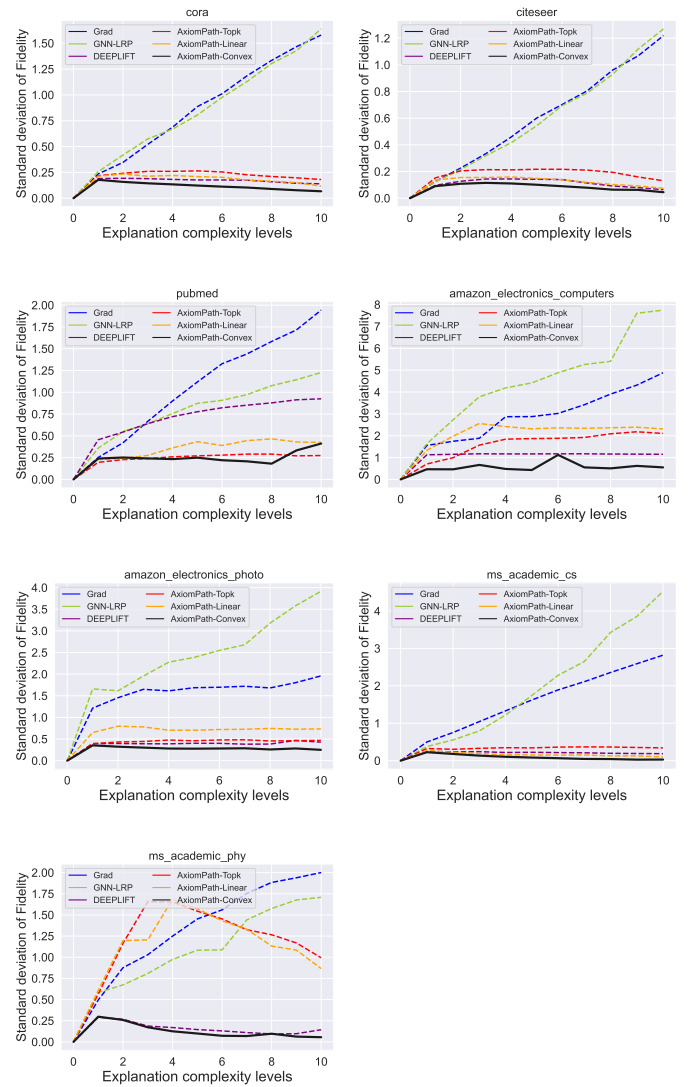 cora
Standard deviation of Fidelity
1.50
1.25
1.00
0.75
0.50
0.25
0.00
Grad
GNN-LRP
DEEPLIFT
AxiomPath-Topk
AxiomPath-Linear
AxiomPath-Convex
0 2 4 6 8 10
Explanation complexity levels
citeseer
Standard deviation of Fidelity
1.2
1.0
0.8
0.6
0.4
0.2
0.0
Grad
GNN-LRP
DEEPLIFT
AxiomPath-Topk
AxiomPath-Linear
AxiomPath-Convex
0 2 4 6 8 10
Explanation complexity levels
pubmed
Standard deviation of Fidelity
2.00
1.75
1.50
1.25
1.00
0.75
0.50
0.25
0.00
Grad
GNN-LRP
DEEPLIFT
AxiomPath-Topk
AxiomPath-Linear
AxiomPath-Convex
0 2 4 6 8 10
Explanation complexity levels
amazon_electronics_computers
Standard deviation of Fidelity
8
7
6
5
4
3
2
1
0
Grad
GNN-LRP
DEEPLIFT
AxiomPath-Topk
AxiomPath-Linear
AxiomPath-Convex
0 2 4 6 8 10
Explanation complexity levels
amazon_electronics_photo
Standard deviation of Fidelity
4.0
3.5
3.0
2.5
2.0
1.5
1.0
0.5
0.0
Grad
GNN-LRP
DEEPLIFT
AxiomPath-Topk
AxiomPath-Linear
AxiomPath-Convex
0 2 4 6 8 10
Explanation complexity levels
ms_academic_cs
Standard deviation of Fidelity
4
3
2
1
0
Grad
GNN-LRP
DEEPLIFT
AxiomPath-Topk
AxiomPath-Linear
AxiomPath-Convex
0 2 4 6 8 10
Explanation complexity levels
ms_academic_phy
Standard deviation of Fidelity
2.00
1.75
1.50
1.25
1.00
0.75
0.50
0.25
0.00
Grad
GNN-LRP
DEEPLIFT
AxiomPath-Topk
AxiomPath-Linear
AxiomPath-Convex
0 2 4 6 8 10
Explanation complexity levels